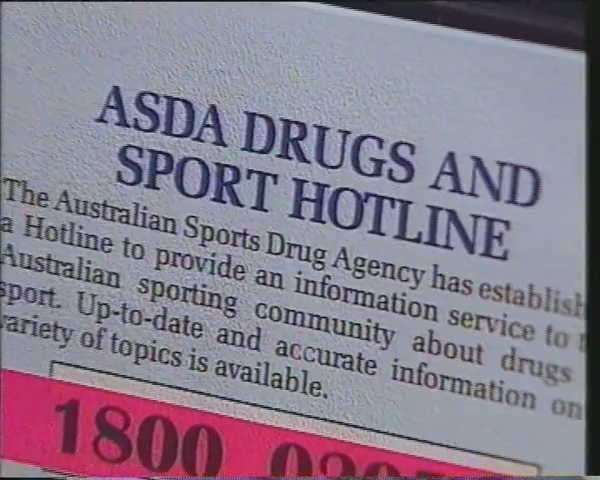 ASDA DRUGS AND
SPORT HOTLINE
The Australian Sports Drug Agency has establish
a Hotline to provide an information service to
Australian sporting community about drugs
sport. Up-to-date and accurate information on
variety of topics is available.
1800